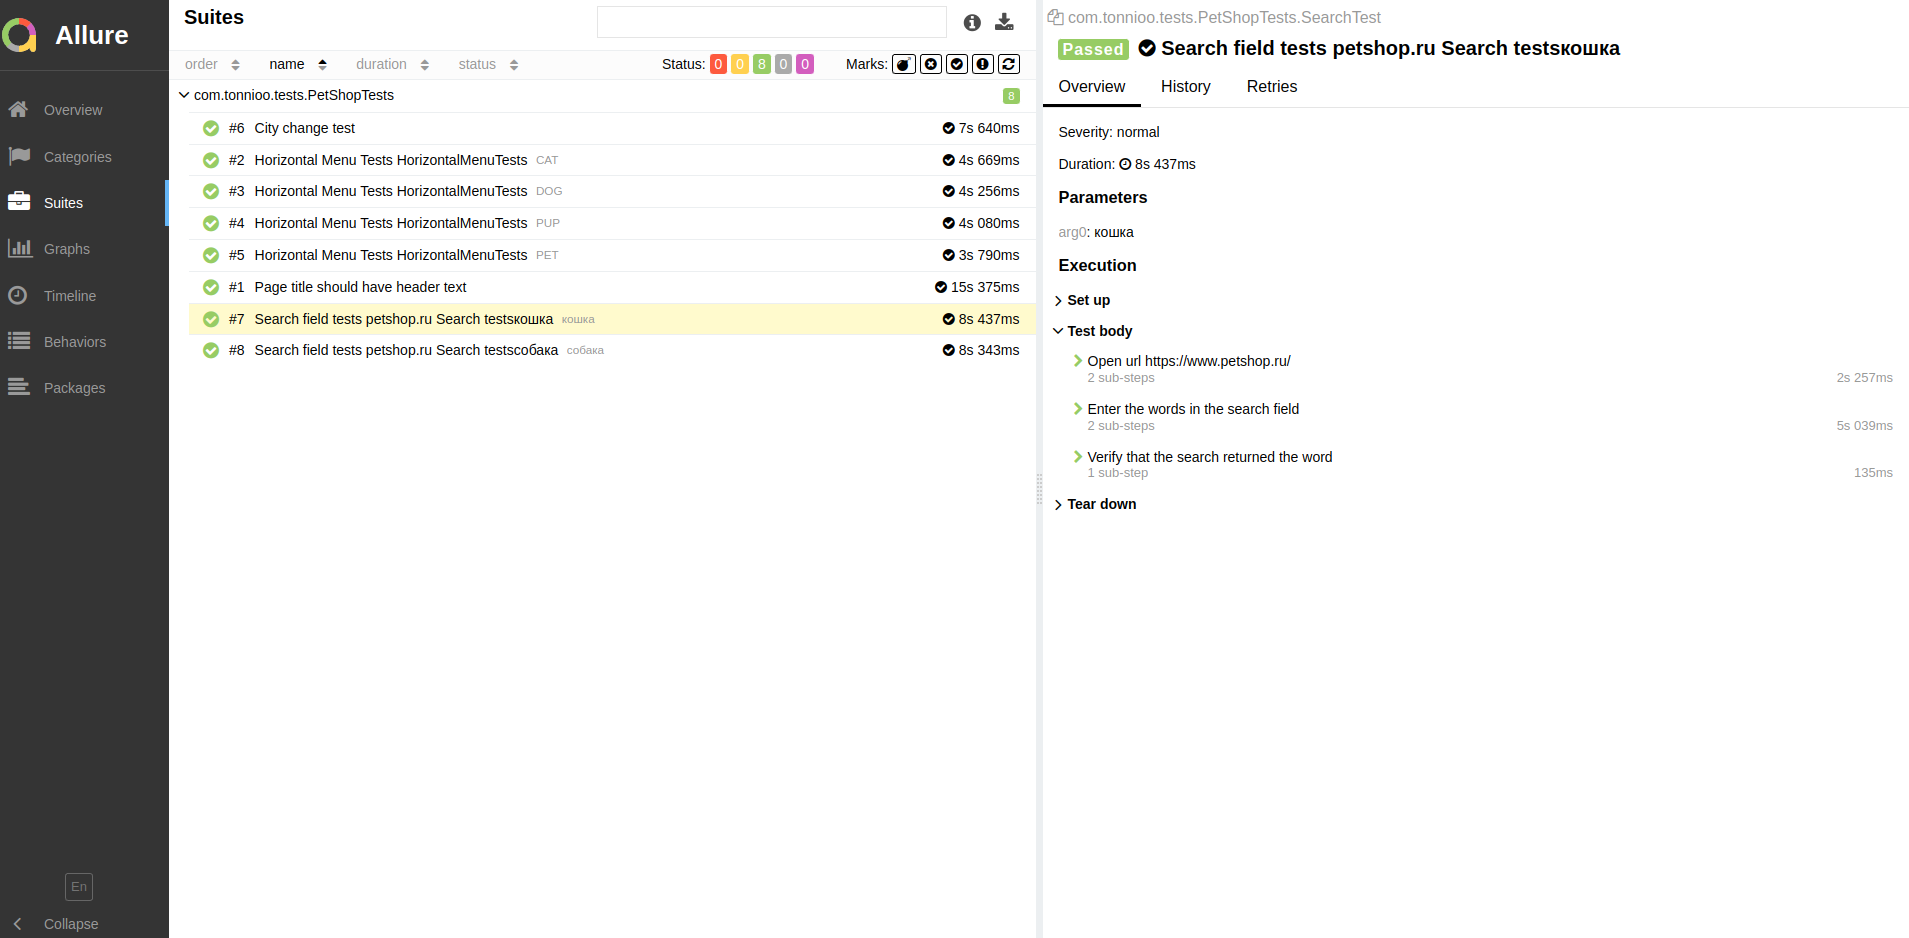 Allure
Overview
Categories
Suites
Graphs
Timeline
Behaviors
Packages
En
Collapse
Suites
order name duration status Status: 0 0 8 0 0 Marks:
com.tonnioo.tests.PetShopTests 8
#6 City change test 7s 640ms
#2 Horizontal Menu Tests HorizontalMenuTests CAT 4s 669ms
#3 Horizontal Menu Tests HorizontalMenuTests DOG 4s 256ms
#4 Horizontal Menu Tests HorizontalMenuTests PUP 4s 080ms
#5 Horizontal Menu Tests HorizontalMenuTests PET 3s 790ms
#1 Page title should have header text 15s 375ms
#7 Search field tests petshop.ru Search testsкошка кошка 8s 437ms
#8 Search field tests petshop.ru Search testsсобака собака 8s 343ms
com.tonnioo.tests.PetShopTests.SearchTest
Passed Search field tests petshop.ru Search testsкошка
Overview History Retries
Severity: normal
Duration: 8s 437ms
Parameters
arg0: кошка
Execution
Set up
Test body
Open url https://www.petshop.ru/
2 sub-steps 2s 257ms
Enter the words in the search field
2 sub-steps 5s 039ms
Verify that the search returned the word
1 sub-step 135ms
Tear down